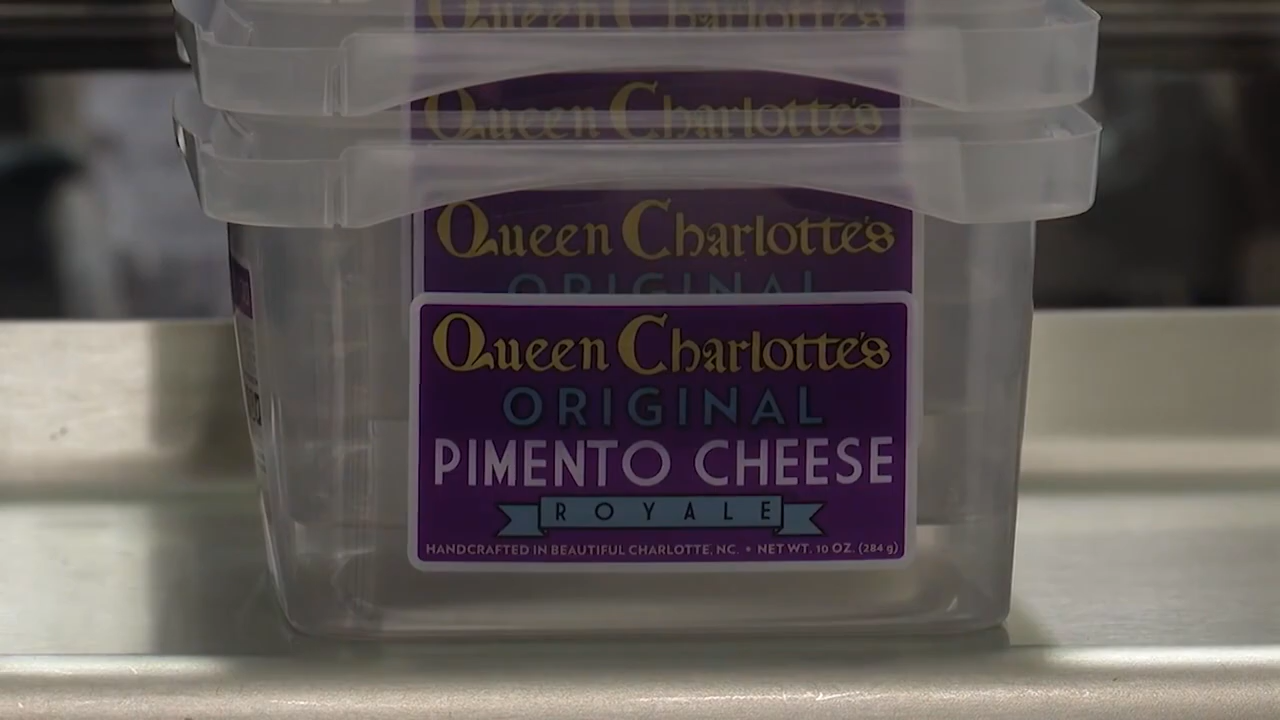 Queen Charlotte's
Queen Charlotte's
Queen Charlotte's
ORIGINAL
Queen Charlotte's
ORIGINAL
PIMENTO CHEESE
ROYALE
HANDCRAFTED IN BEAUTIFUL CHARLOTTE, NC. • NET WT. 10 OZ. (284 g)